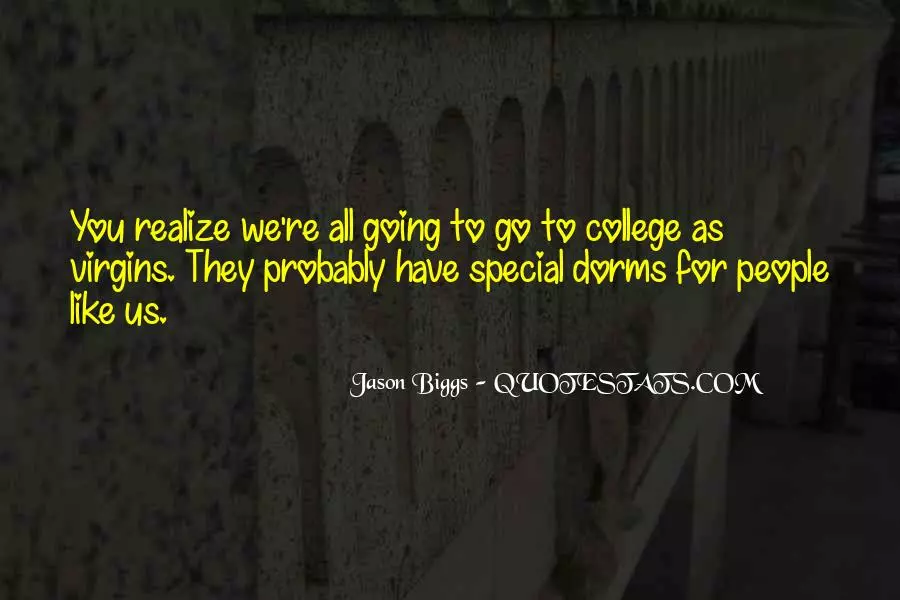 You realize we're all going to go to college as
virgins. They probably have special dorms for people
like us.
Jason Biggs - QUOTESTATS.COM